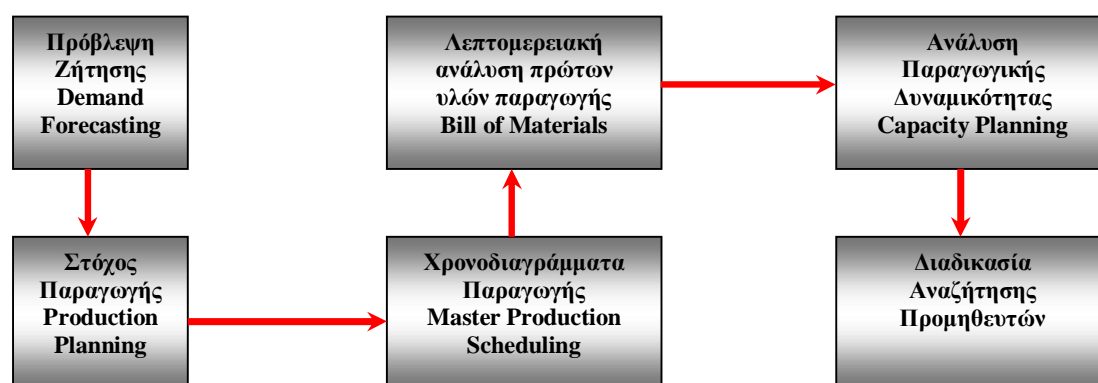 Πρόβλεψη
Ζήτησης
Demand
Forecasting
Λεπτομερειακή
ανάλυση πρώτων
υλών παραγωγής
Bill of Materials
Ανάλυση
Παραγωγικής
Δυναμικότητας
Capacity Planning
Στόχος
Παραγωγής
Production
Planning
Χρονοδιαγράμματα
Παραγωγής
Master Production
Scheduling
Διαδικασία
Αναζήτησης
Προμηθευτών